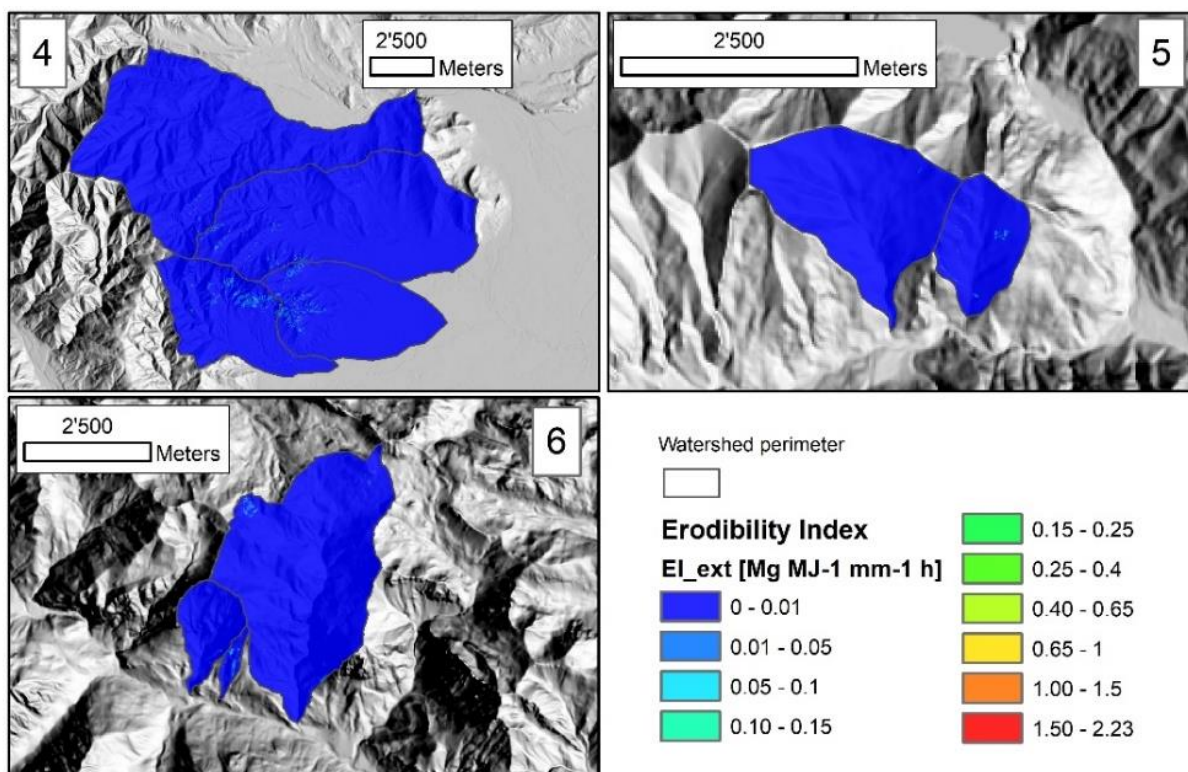 4
2'500
Meters
2'500
Meters
5
2'500
Meters
6
Watershed perimeter
Erodibility Index
EI_ext [Mg MJ-1 mm-1 h]
0 - 0.01
0.01 - 0.05
0.05 - 0.1
0.10 - 0.15
0.15 - 0.25
0.25 - 0.4
0.40 - 0.65
0.65 - 1
1.00 - 1.5
1.50 - 2.23